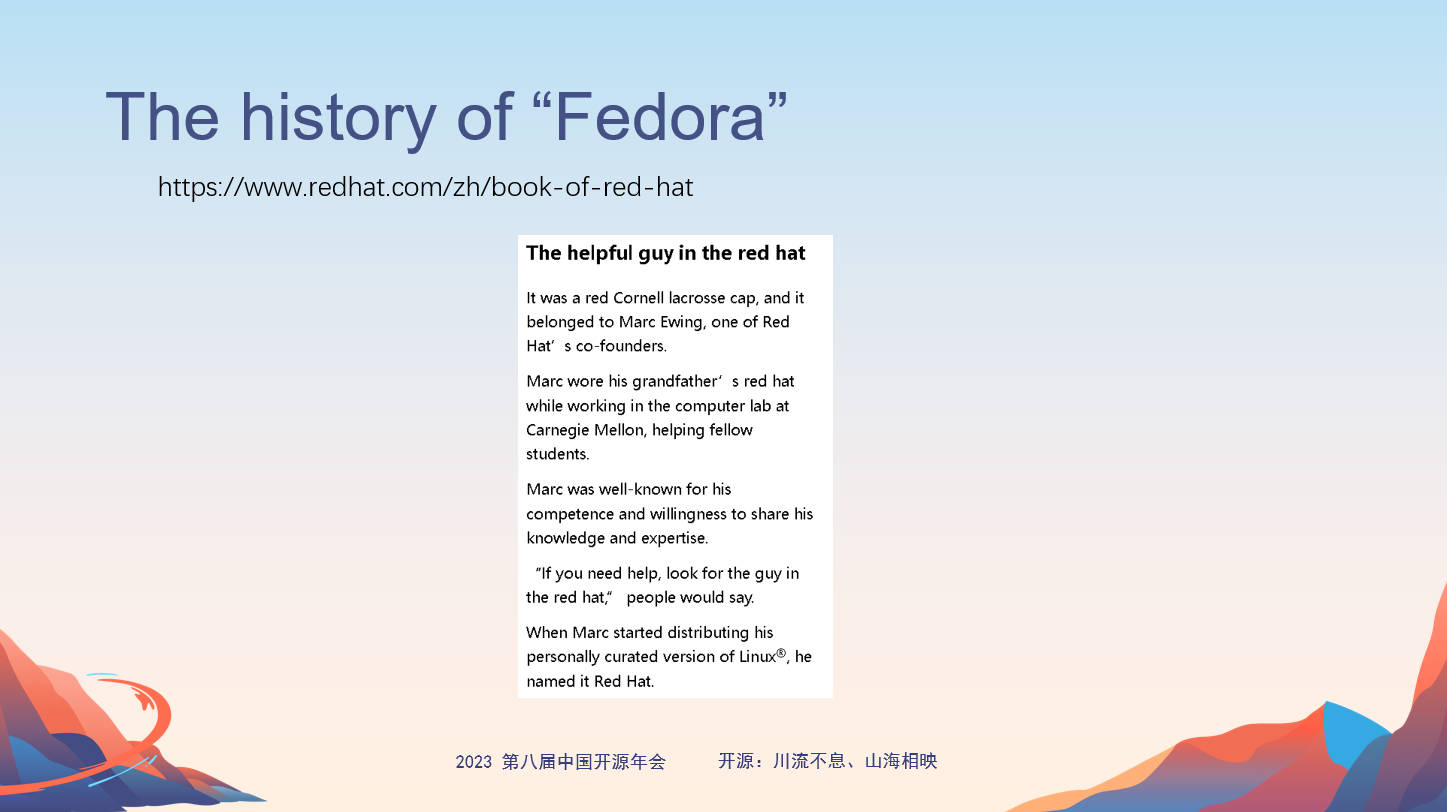 The history of “Fedora”
https://www.redhat.com/zh/book-of-red-hat
The helpful guy in the red hat
It was a red Cornell lacrosse cap, and it
belonged to Marc Ewing, one of Red
Hat’s co-founders.
Marc wore his grandfather‘s red hat
while working in the computer lab at
Carnegie Mellon, helping fellow
students.
Marc was well-known for his
competence and willingness to share his
knowledge and expertise.
“If you need help, look for the guy in
the red hat,“ people would say.
When Marc started distributing his
personally curated version of Linux®, he
named it Red Hat.
2023 第八届中国开源年会 开源：川流不息、山海相映